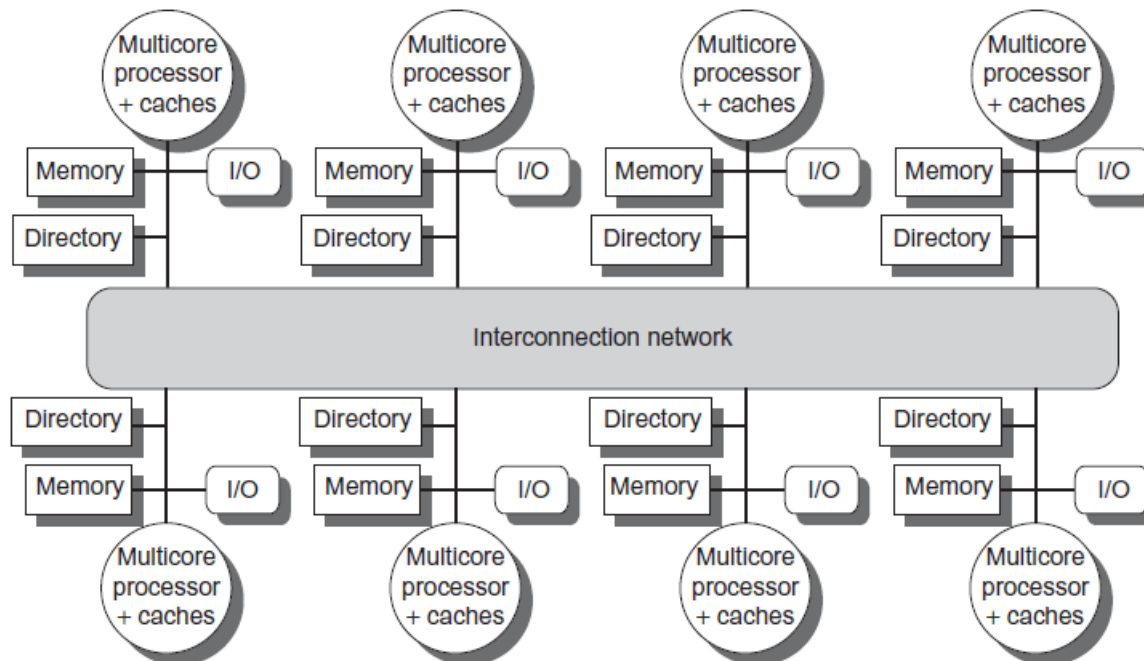 Multicore
processor
+ caches
Multicore
processor
+ caches
Multicore
processor
+ caches
Multicore
processor
+ caches
Memory
I/O
Memory
I/O
Memory
I/O
Memory
I/O
Directory
Directory
Directory
Directory
Interconnection network
Directory
Directory
Directory
Directory
Memory
I/O
Memory
I/O
Memory
I/O
Memory
I/O
Multicore
processor
+ caches
Multicore
processor
+ caches
Multicore
processor
+ caches
Multicore
processor
+ caches